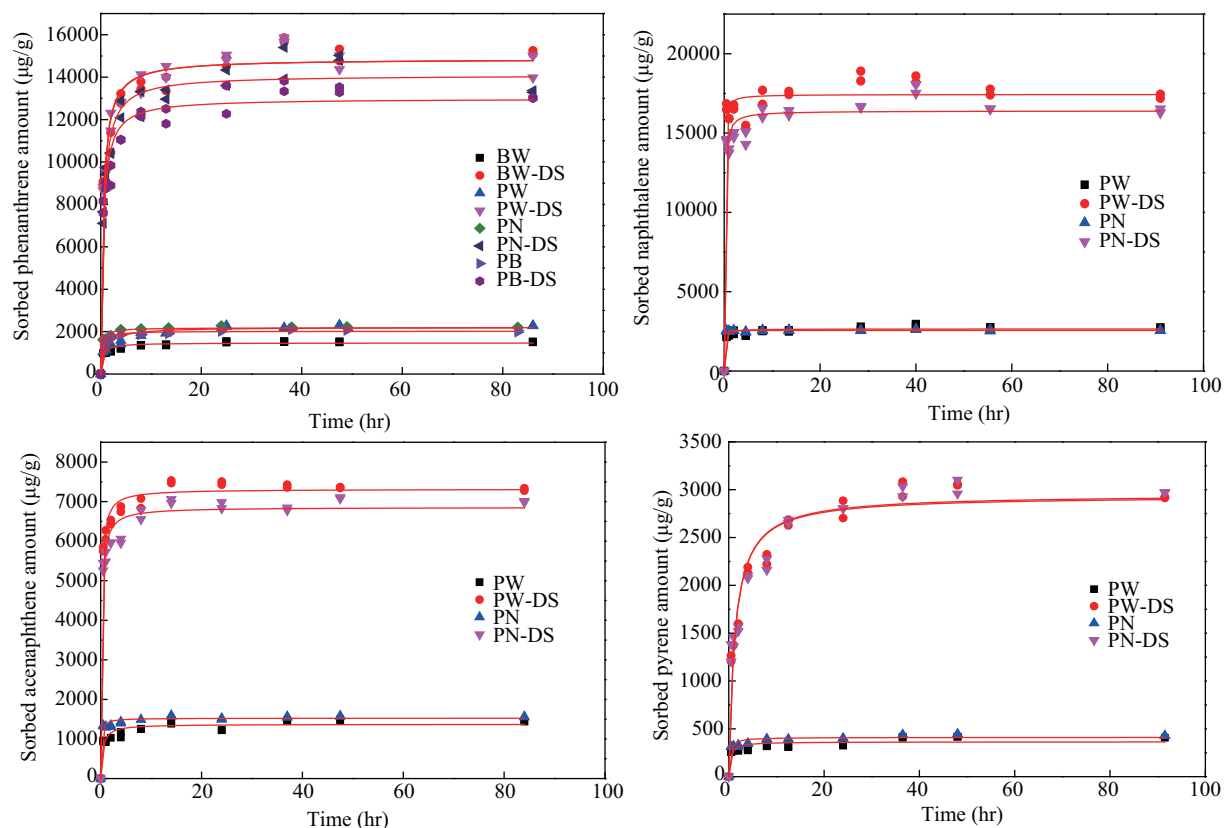 Sorbed phenanthrene amount (μg/g)
16000
14000
12000
10000
8000
6000
4000
2000
0
BW
BW-DS
PW
PW-DS
PN
PN-DS
PB
PB-DS
0 20 40 60 80 100
Time (hr)
Sorbed naphthalene amount (μg/g)
20000
15000
10000
5000
0
PW
PW-DS
PN
PN-DS
0 20 40 60 80 100
Time (hr)
Sorbed acenaphthene amount (μg/g)
8000
7000
6000
5000
4000
3000
2000
1000
0
PW
PW-DS
PN
PN-DS
0 20 40 60 80 100
Time (hr)
Sorbed pyrene amount (μg/g)
3500
3000
2500
2000
1500
1000
500
0
PW
PW-DS
PN
PN-DS
0 20 40 60 80 100
Time (hr)